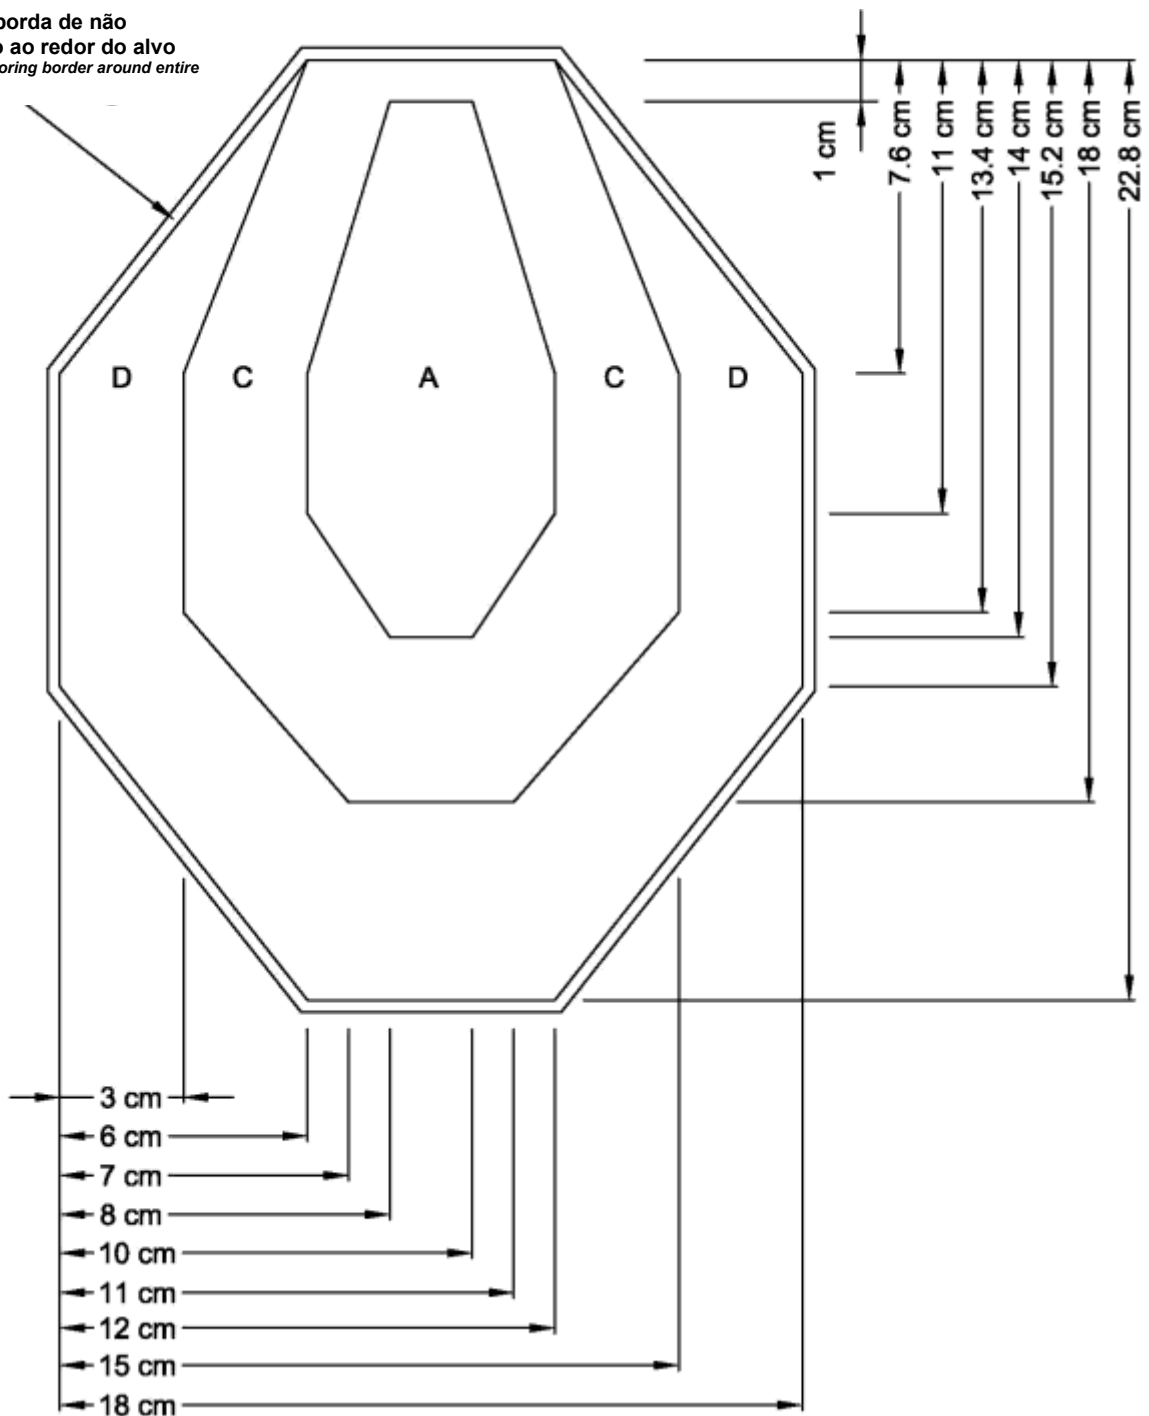 borda de não
ao redor do alvo
border around entire
1 cm
7.6 cm
11 cm
13.4 cm
14 cm
15.2 cm
18 cm
22.8 cm
D C A C D
3 cm
6 cm
7 cm
8 cm
10 cm
11 cm
12 cm
15 cm
18 cm